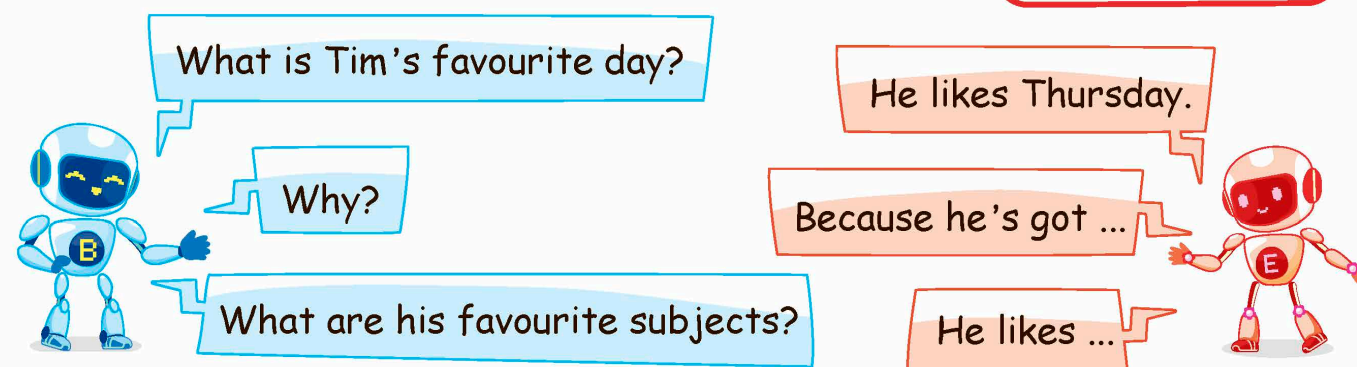 What is Tim's favourite day?
He likes Thursday.
Why?
Because he's got ...
What are his favourite subjects?
He likes ...
B
E